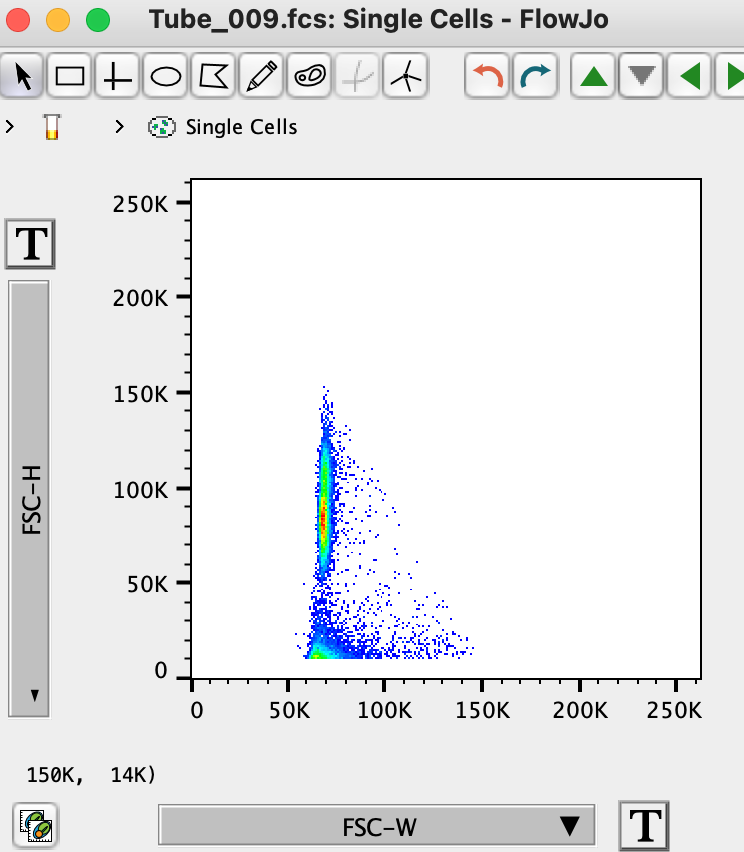 Tube_009.fcs: Single Cells - FlowJo
Single Cells
T
250K
200K
150K
100K
50K
0
FSC-H
0 50K 100K 150K 200K 250K
150K, 14K)
FSC-W
T